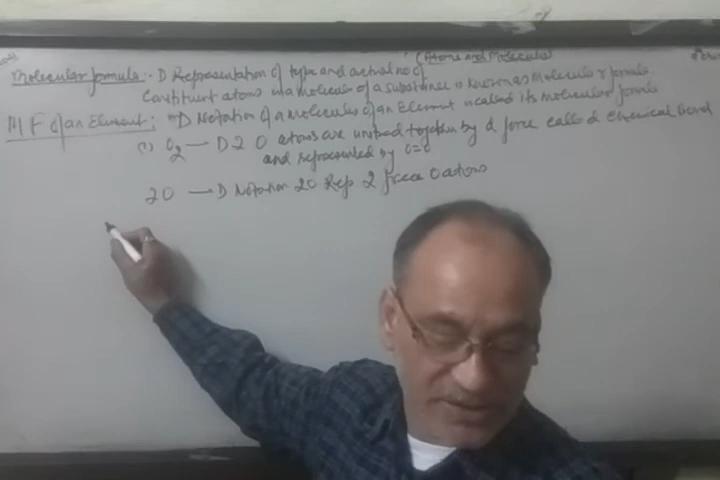 (Atoms and Molecules)
Molecular formula :- D Representation of type and actual no of
Constituent atoms in a molecule of a substance is known as Molecular formula
M F of an Element :- D Notation of a Molecules of an Element is called its molecular formula
(1) O2 — D 2 O atoms are united together by a force called Chemical Bond
and represented by O=O
2O — D Notation 2O Rep 2 free O atoms